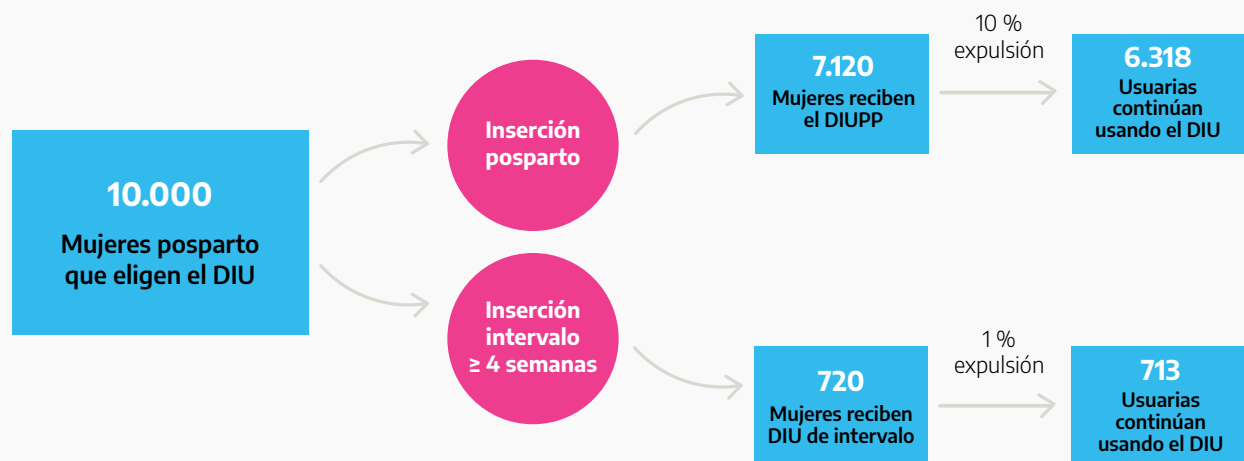 10.000
Mujeres posparto
que eligen el DIU
Inserción
posparto
7.120
Mujeres reciben
el DIUPP
10 %
expulsión
6.318
Usuarias
continúan
usando el DIU
Inserción
intervalo
≥ 4 semanas
720
Mujeres reciben
DIU de intervalo
1 %
expulsión
713
Usuarias
continúan
usando el DIU